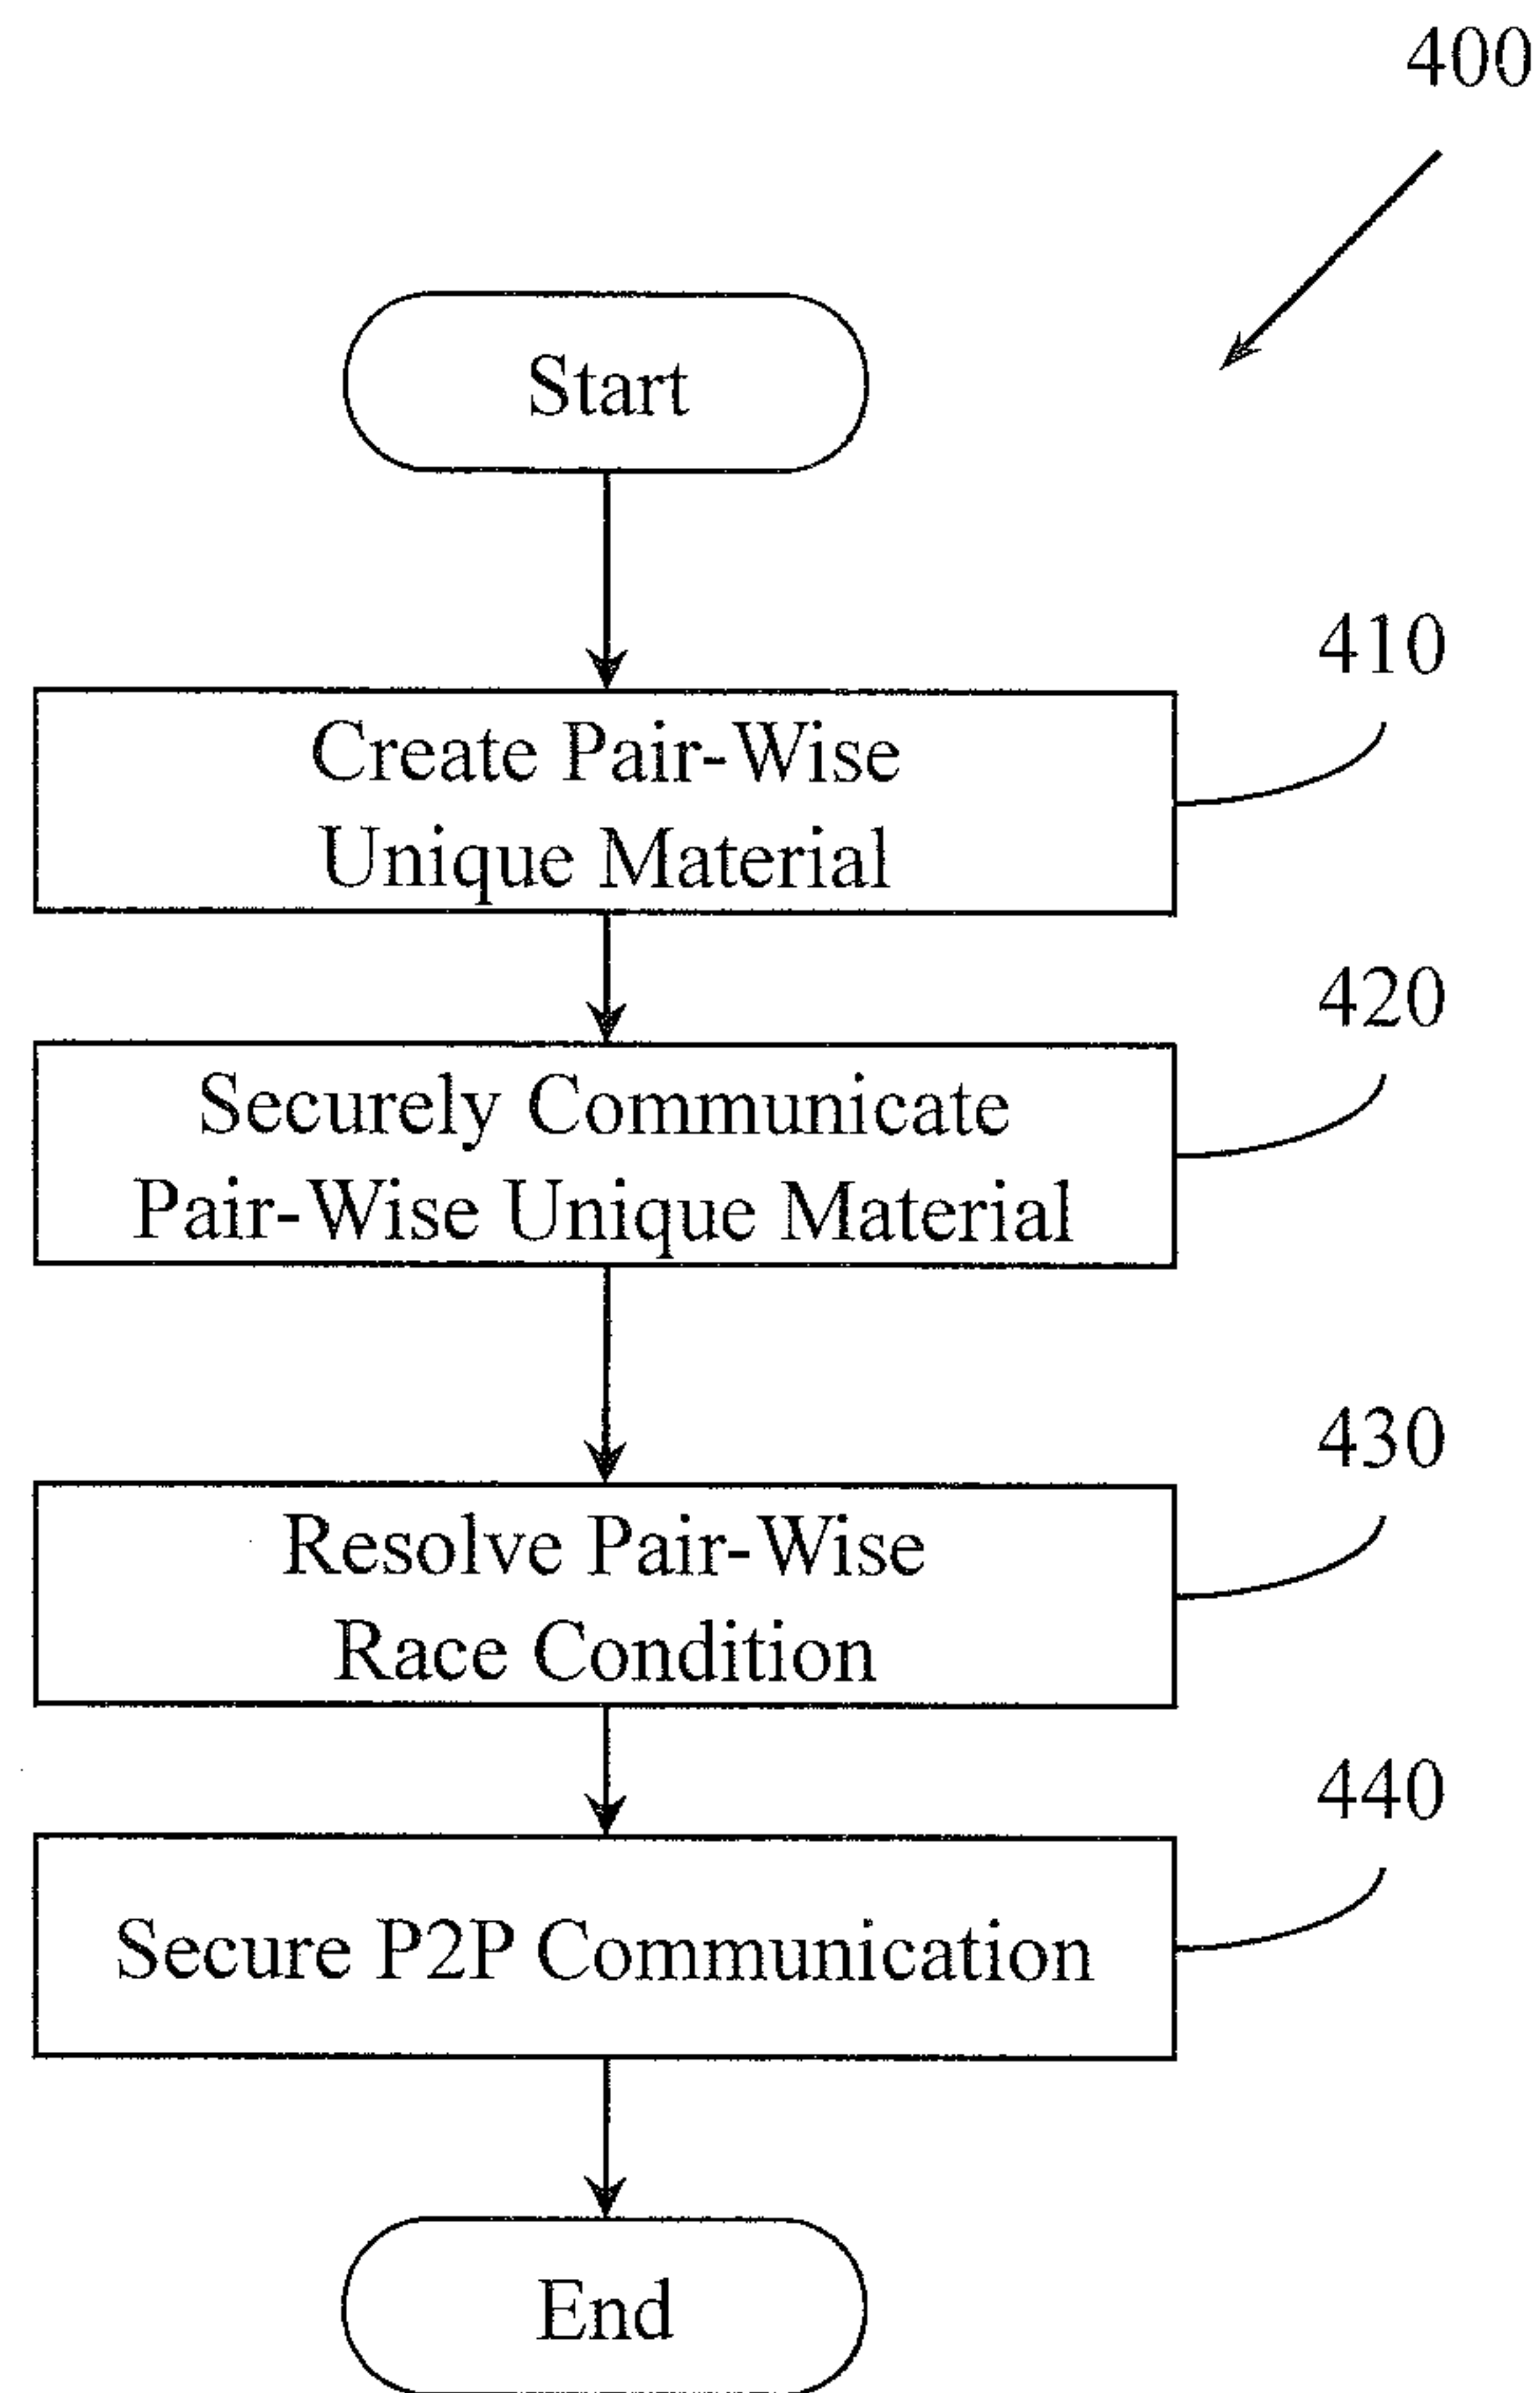 400
Start
410
Create Pair-Wise
Unique Material
420
Securely Communicate
Pair-Wise Unique Material
430
Resolve Pair-Wise
Race Condition
440
Secure P2P Communication
End